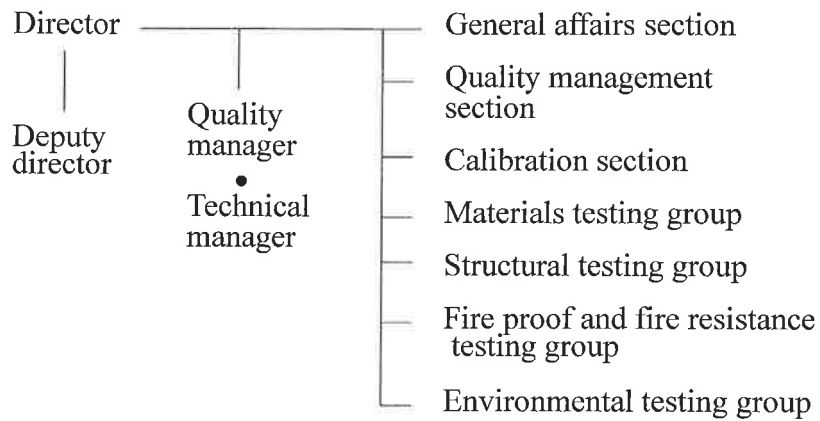 Director
Deputy
director
Quality
manager
•
Technical
manager
General affairs section
Quality management
section
Calibration section
Materials testing group
Structural testing group
Fire proof and fire resistance
testing group
Environmental testing group